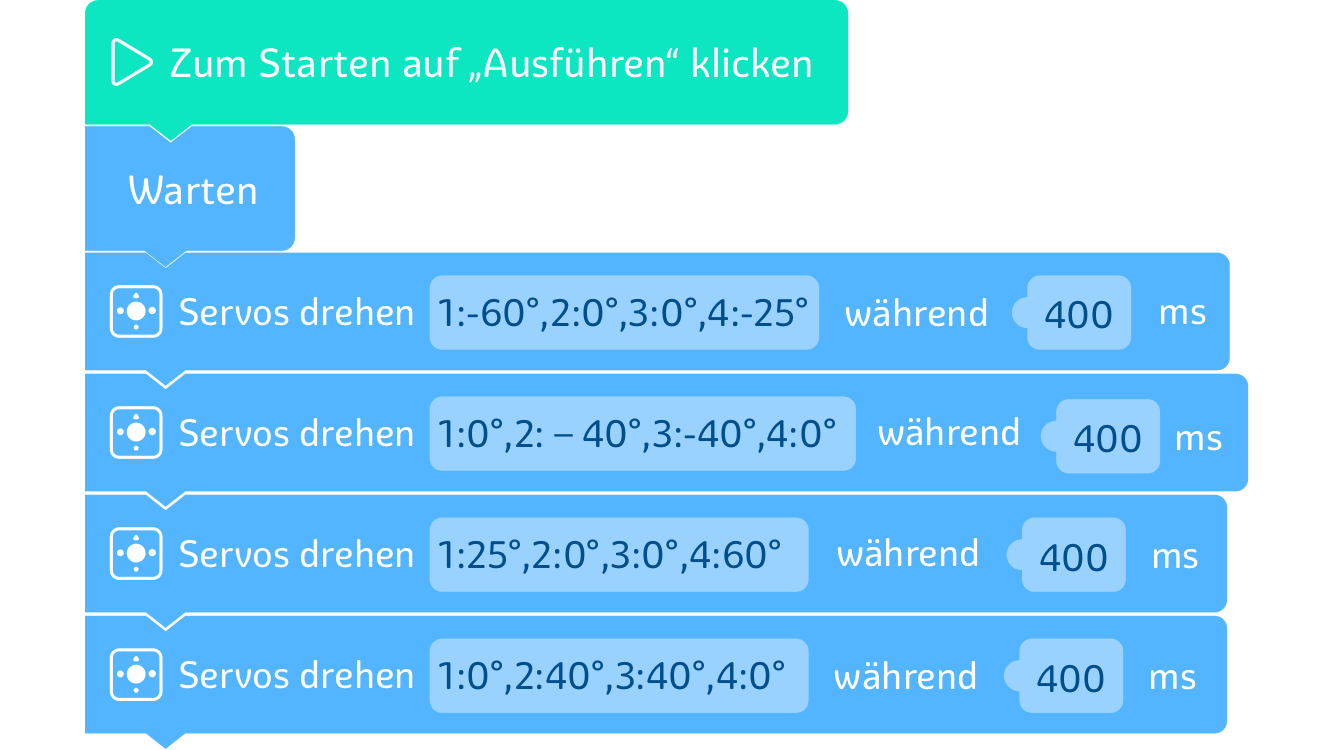 Zum Starten auf „Ausführen“ klicken
Warten
Servos drehen 1:-60°,2:0°,3:0°,4:-25° während 400 ms
Servos drehen 1:0°,2: – 40°,3:-40°,4:0° während 400 ms
Servos drehen 1:25°,2:0°,3:0°,4:60° während 400 ms
Servos drehen 1:0°,2:40°,3:40°,4:0° während 400 ms